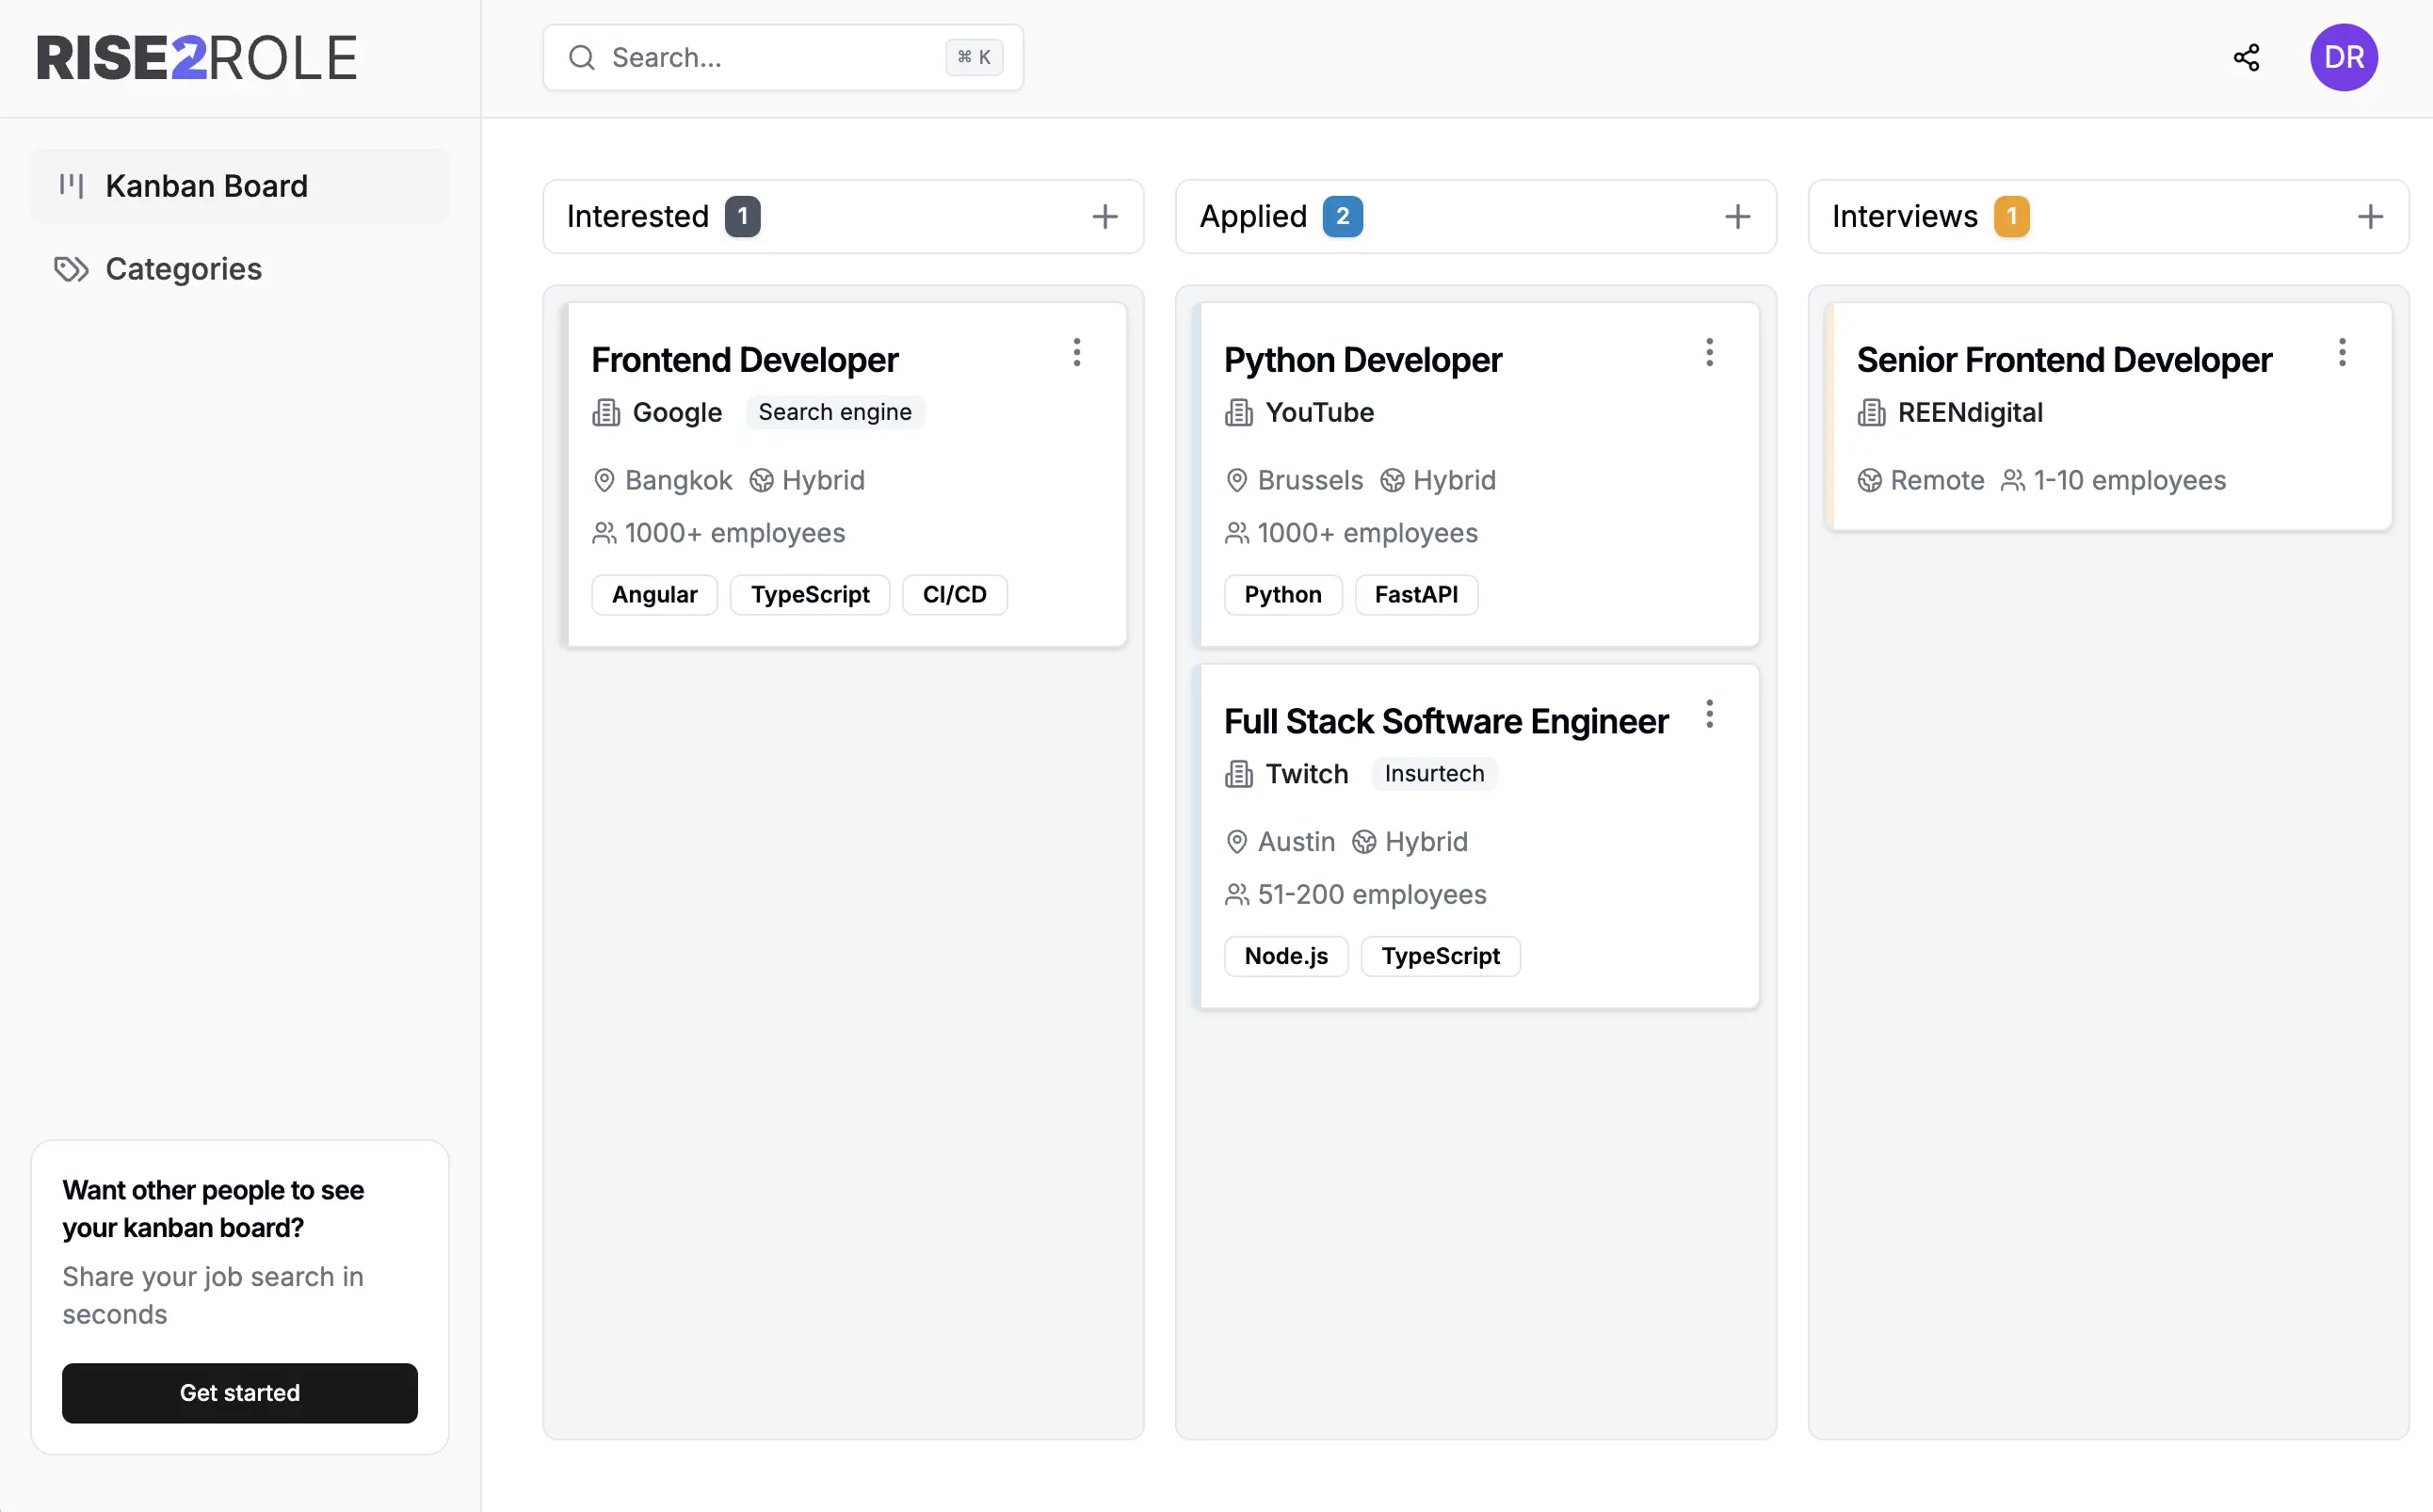 RISE2ROLE
Search...
⌘ K
DR
Kanban Board
Categories
Interested 1
Frontend Developer
Google Search engine
Bangkok Hybrid
1000+ employees
Angular TypeScript CI/CD
Applied 2
Python Developer
YouTube
Brussels Hybrid
1000+ employees
Python FastAPI
Full Stack Software Engineer
Twitch Insurtech
Austin Hybrid
51-200 employees
Node.js TypeScript
Interviews 1
Senior Frontend Developer
REENdigital
Remote 1-10 employees
Want other people to see
your kanban board?
Share your job search in
seconds
Get started